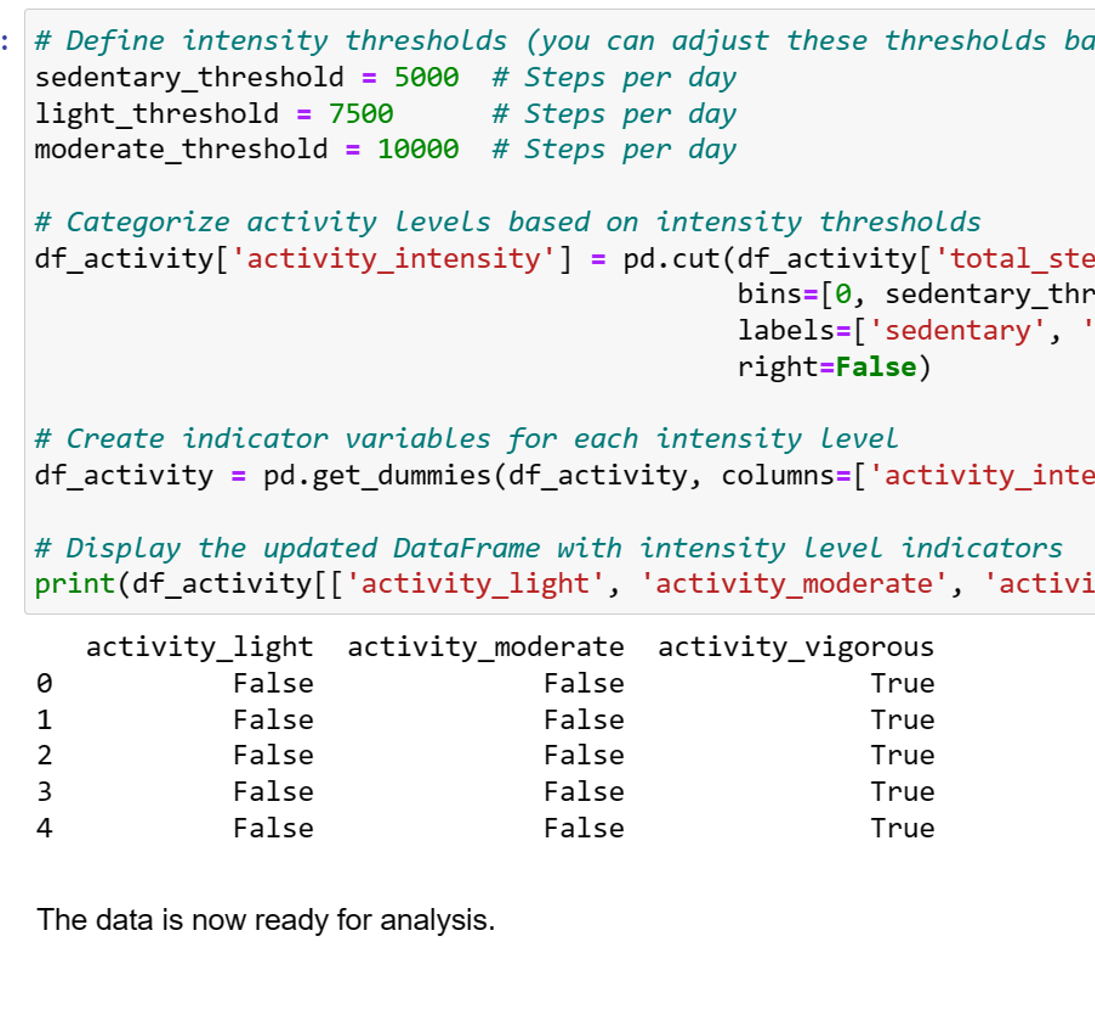 : # Define intensity thresholds (you can adjust these thresholds ba
sedentary_threshold = 5000  # Steps per day
light_threshold = 7500      # Steps per day
moderate_threshold = 10000  # Steps per day
# Categorize activity levels based on intensity thresholds
df_activity['activity_intensity'] = pd.cut(df_activity['total_ste
bins=[0, sedentary_thr
labels=['sedentary', '
right=False)
# Create indicator variables for each intensity level
df_activity = pd.get_dummies(df_activity, columns=['activity_inte
# Display the updated DataFrame with intensity level indicators
print(df_activity[['activity_light', 'activity_moderate', 'activi
activity_light  activity_moderate  activity_vigorous
0 False False True
1 False False True
2 False False True
3 False False True
4 False False True
The data is now ready for analysis.